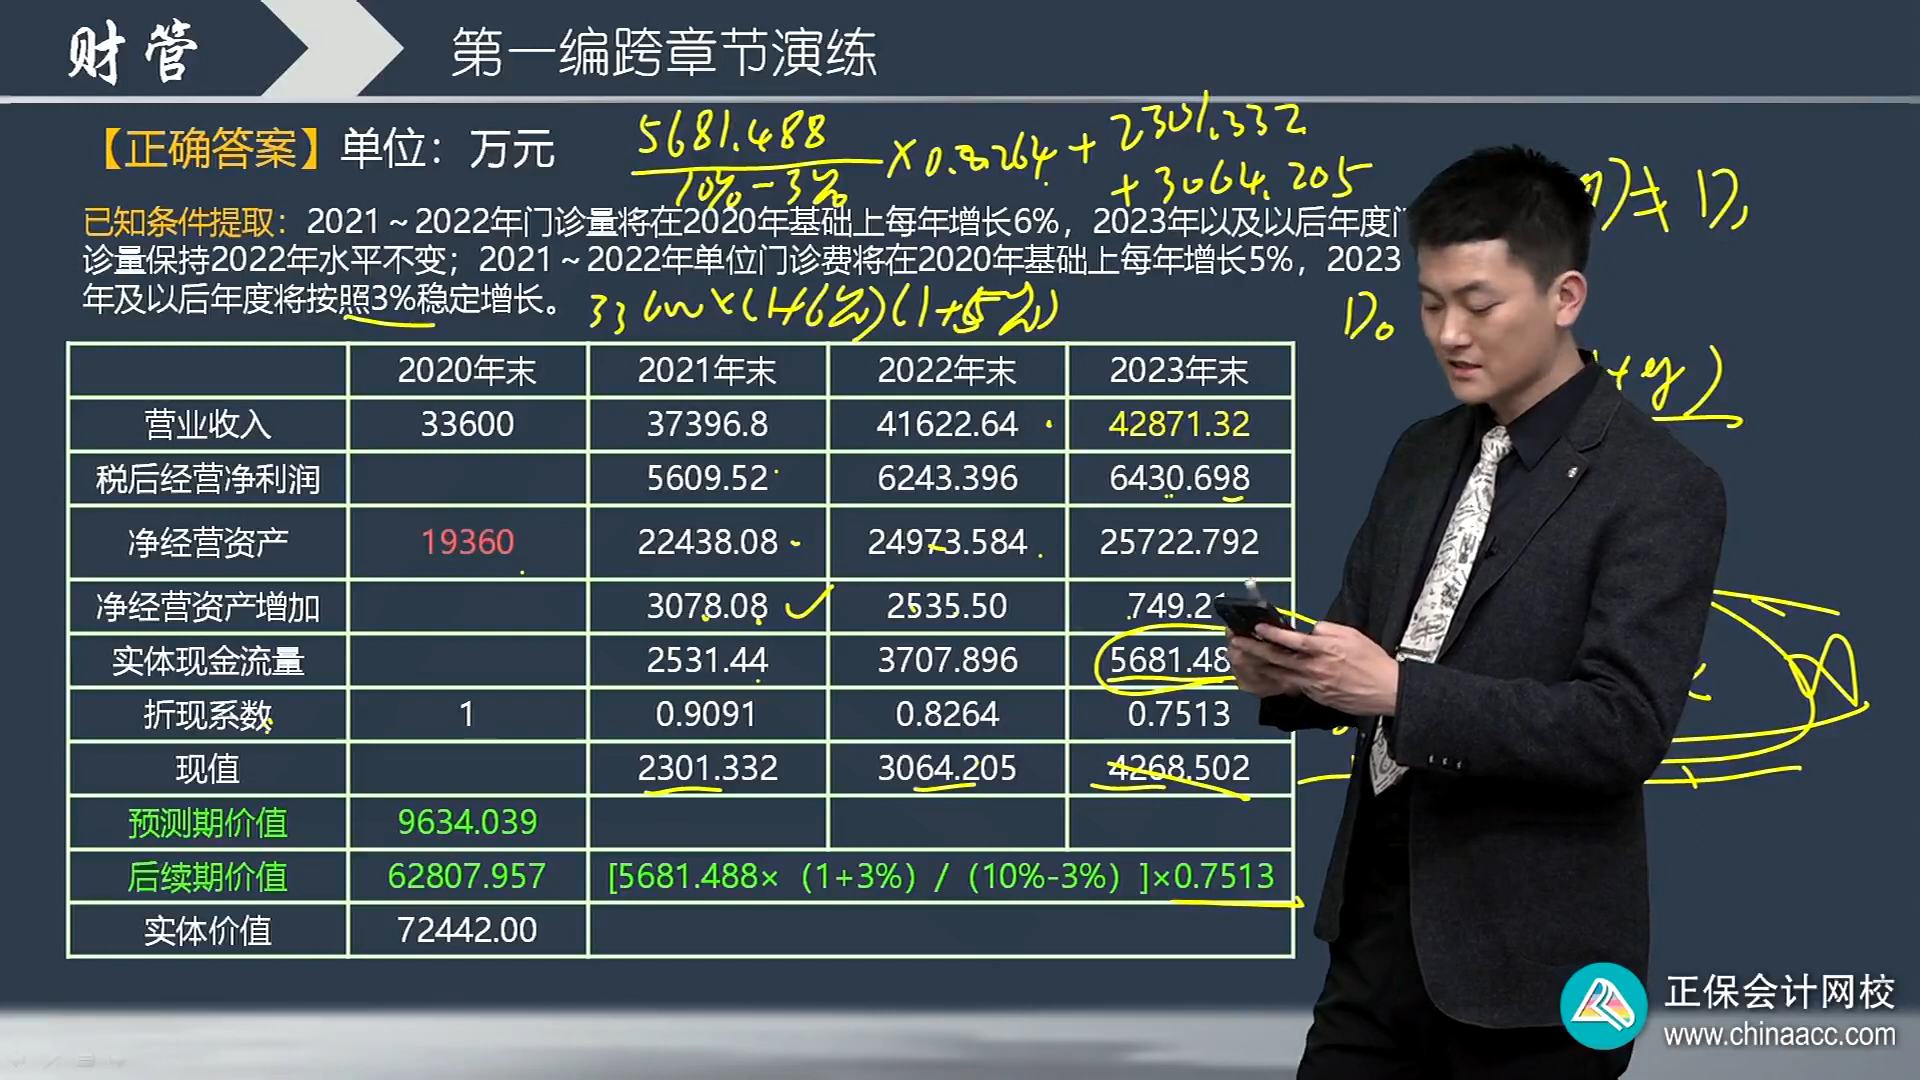 财管
第一编跨章节演练
【正确答案】单位：万元
5681.488
10%-3%
×0.8264+2301.332
+3064.205
D₁
已知条件提取：2021～2022年门诊量将在2020年基础上每年增长6%，2023年以及以后年度门
诊量保持2022年水平不变；2021～2022年单位门诊费将在2020年基础上每年增长5%，2023
年及以后年度将按照3%稳定增长。
33600×(1+6%)(1+5%)
D₀
+g)
2020年末 2021年末 2022年末 2023年末
营业收入 33600 37396.8 41622.64 42871.32
税后经营净利润 5609.52 6243.396 6430.698
净经营资产 19360 22438.08 24973.584 25722.792
净经营资产增加 3078.08 2535.50 749.2
实体现金流量 2531.44 3707.896 5681.48
折现系数 1 0.9091 0.8264 0.7513
现值 2301.332 3064.205 4268.502
预测期价值 9634.039
后续期价值 62807.957 [5681.488×（1+3%）/（10%-3%）]×0.7513
实体价值 72442.00
正保会计网校
www.chinaacc.com